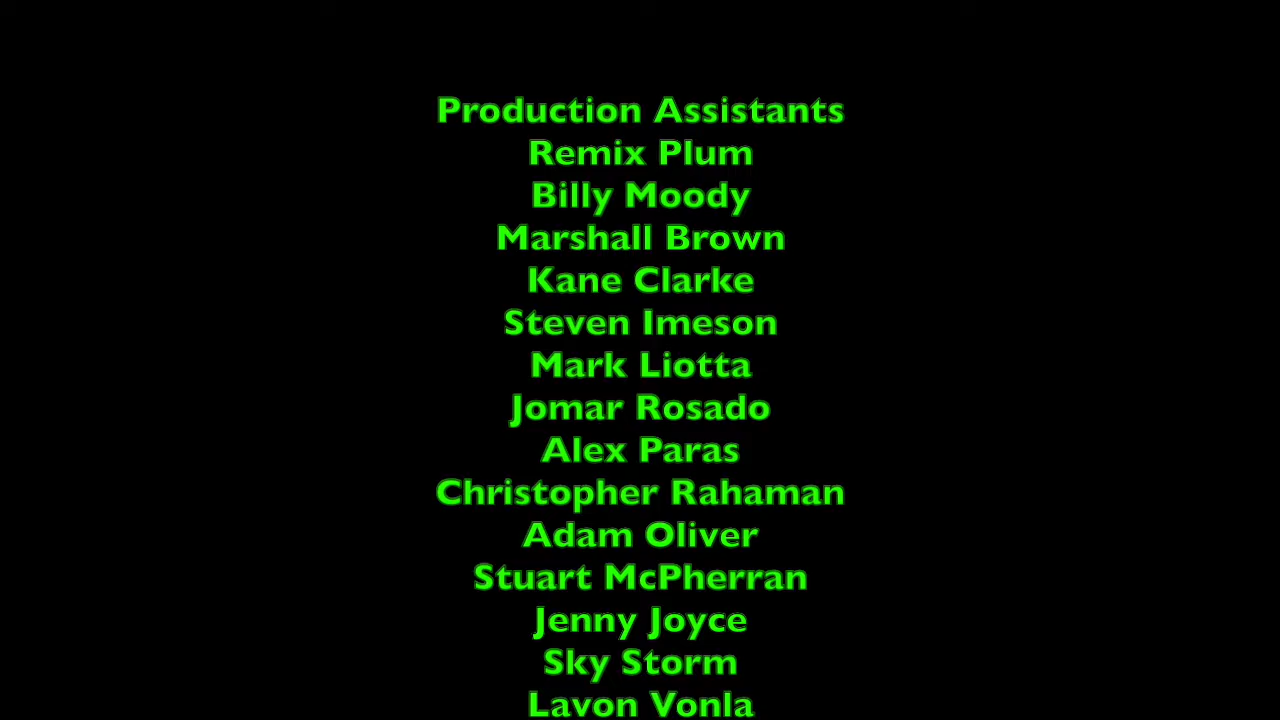 Production Assistants
Remix Plum
Billy Moody
Marshall Brown
Kane Clarke
Steven Imeson
Mark Liotta
Jomar Rosado
Alex Paras
Christopher Rahaman
Adam Oliver
Stuart McPherran
Jenny Joyce
Sky Storm
Lavon Vonla